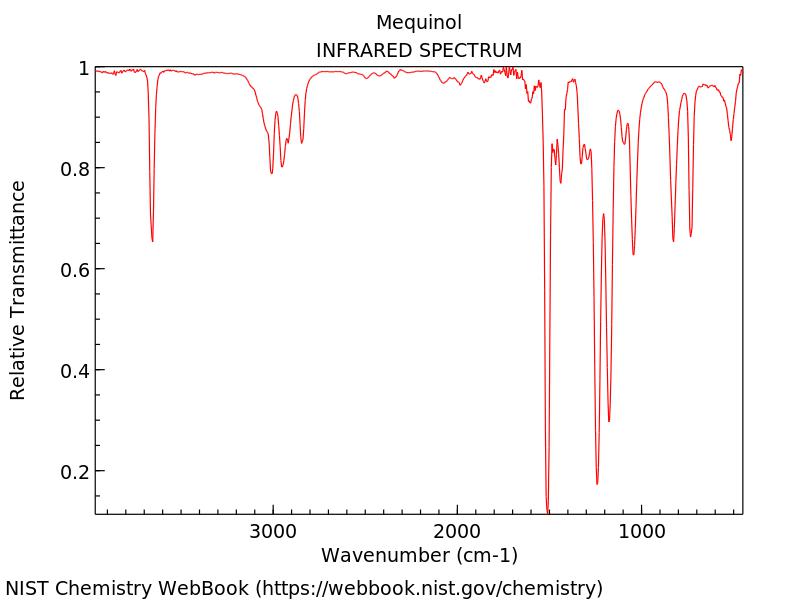 Mequinol
INFRARED SPECTRUM
1
0.8
0.6
0.4
0.2
Relative Transmittance
3000 2000 1000
Wavenumber (cm-1)
NIST Chemistry WebBook (https://webbook.nist.gov/chemistry)